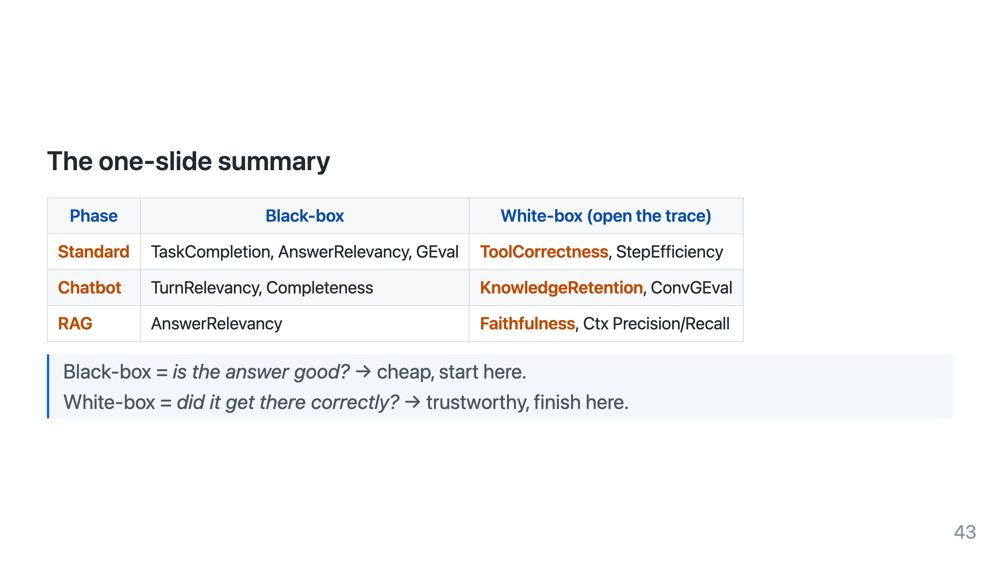 The one-slide summary
Phase Black-box White-box (open the trace)
Standard TaskCompletion, AnswerRelevancy, GEval ToolCorrectness, StepEfficiency
Chatbot TurnRelevancy, Completeness KnowledgeRetention, ConvGEval
RAG AnswerRelevancy Faithfulness, Ctx Precision/Recall
Black-box = is the answer good? → cheap, start here.
White-box = did it get there correctly? → trustworthy, finish here.
43